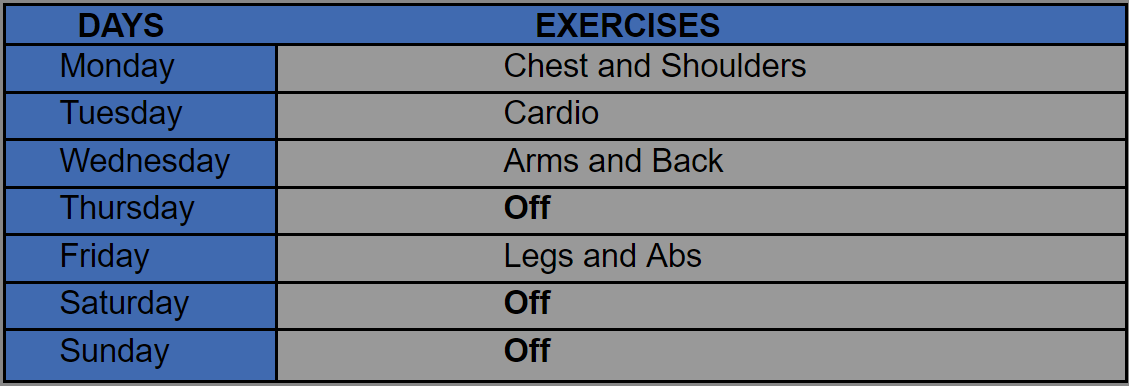 DAYS EXERCISES
Monday Chest and Shoulders
Tuesday Cardio
Wednesday Arms and Back
Thursday Off
Friday Legs and Abs
Saturday Off
Sunday Off